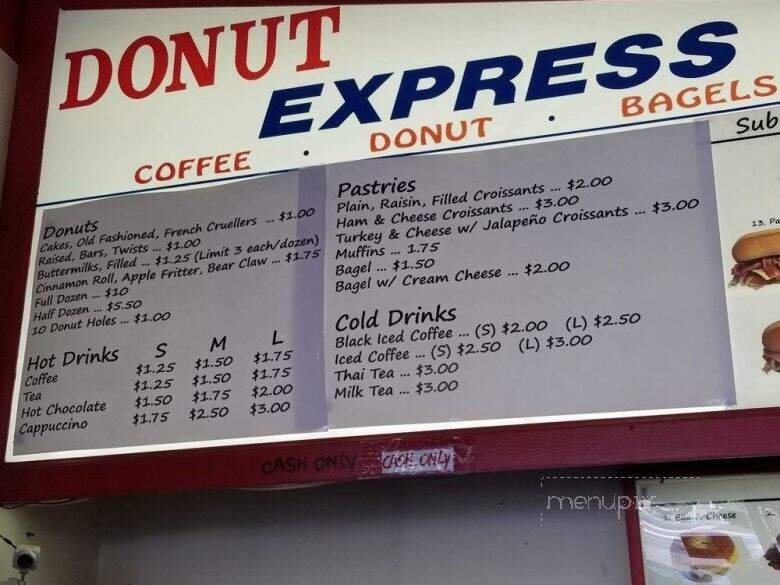 DONUT
EXPRESS
COFFEE • DONUT • BAGELS
Donuts
Cakes, Old Fashioned, French Cruellers ... $1.00
Raised, Bars, Twists ... $1.00
Buttermilks, Filled ... $1.25 (Limit 3 each/dozen)
Cinnamon Roll, Apple Fritter, Bear Claw ... $1.75
Full Dozen ... $10
Half Dozen ... $5.50
10 Donut Holes ... $1.00
Hot Drinks S M L
Coffee $1.25 $1.50 $1.75
Tea $1.25 $1.50 $1.75
Hot Chocolate $1.50 $1.75 $2.00
Cappuccino $1.75 $2.50 $3.00
Pastries
Plain, Raisin, Filled Croissants ... $2.00
Ham & Cheese Croissants ... $3.00
Turkey & Cheese w/ Jalapeño Croissants ... $3.00
Muffins ... 1.75
Bagel ... $1.50
Bagel w/ Cream Cheese ... $2.00
Cold Drinks
Black Iced Coffee ... (S) $2.00 (L) $2.50
Iced Coffee ... (S) $2.50 (L) $3.00
Thai Tea ... $3.00
Milk Tea ... $3.00
Sub
13. Pa
CASH ONLY CASH ONLY
menupix
1. Egg & Cheese
2.